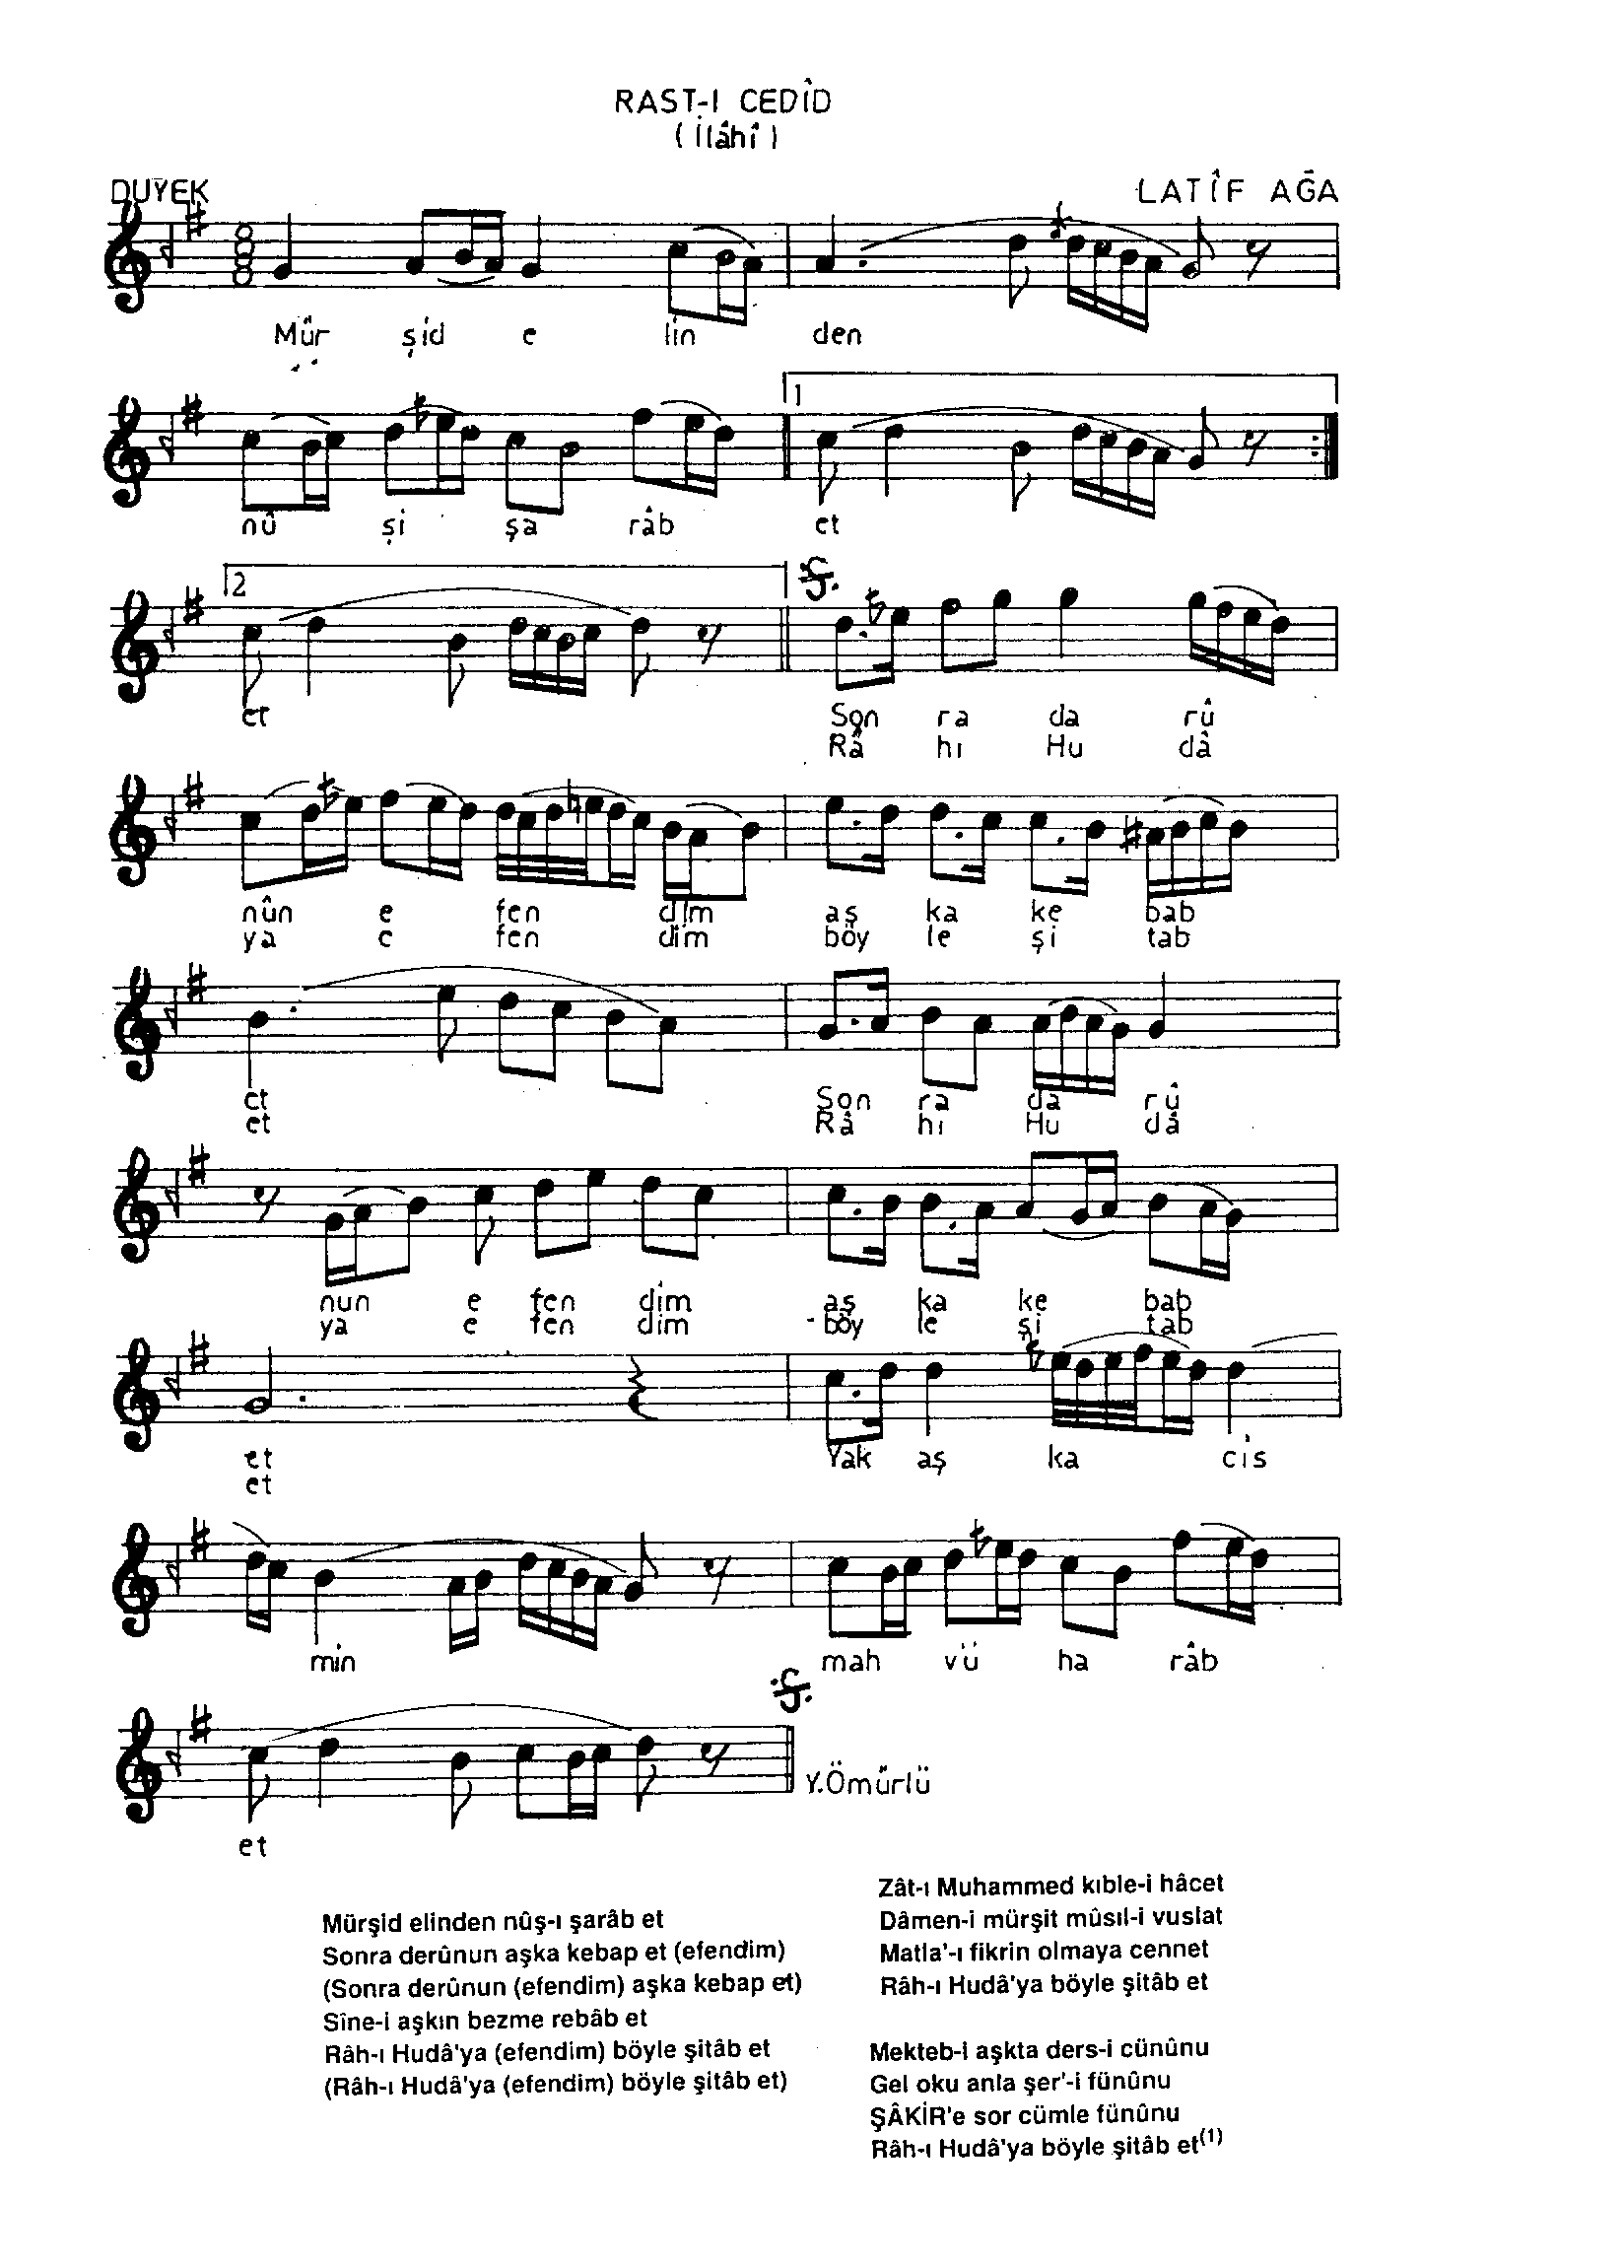 RAST-I CEDÎD
(İlâhî)
DUYEK
LATÎF AĞA
Mûr şid e lin den
nû şi şa râb et
1
2
et Son ra da rû
Râ hı Hu dâ
nûn e fen dim aş ka ke bab
ya e fen dim böy le şi tab
et Son ra da rû
et Râ hı Hu dâ
nun e fen dim aş ka ke bab
ya e fen dim böy le şi tab
et Yak aş ka cis
et
min mah vü ha râb
et
Y.Ömürlü
Mürşid elinden nûş-ı şarâb et
Sonra derûnun aşka kebap et (efendim)
(Sonra derûnun (efendim) aşka kebap et)
Sîne-i aşkın bezme rebâb et
Râh-ı Hudâ'ya (efendim) böyle şitâb et
(Râh-ı Hudâ'ya (efendim) böyle şitâb et)
Zât-ı Muhammed kıble-i hâcet
Dâmen-i mürşit mûsıl-i vuslat
Matla'-ı fikrin olmaya cennet
Râh-ı Hudâ'ya böyle şitâb et
Mekteb-i aşkta ders-i cünûnu
Gel oku anla şer'-i fünûnu
ŞÂKİR'e sor cümle fünûnu
Râh-ı Hudâ'ya böyle şitâb et(1)